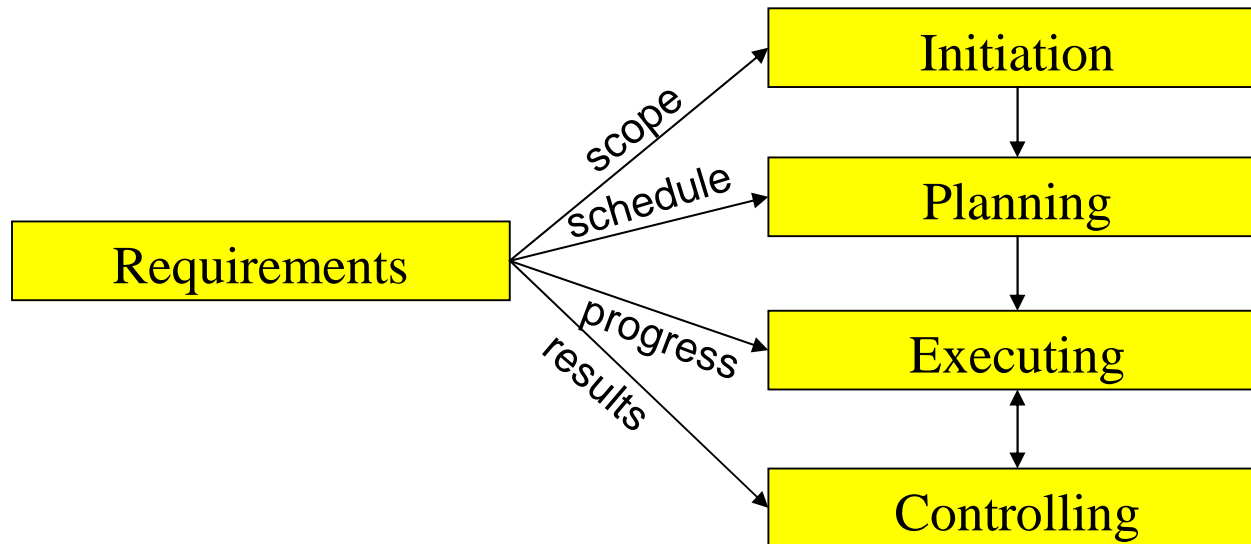 Initiation
scope
schedule
Planning
Requirements
progress
Executing
results
Controlling